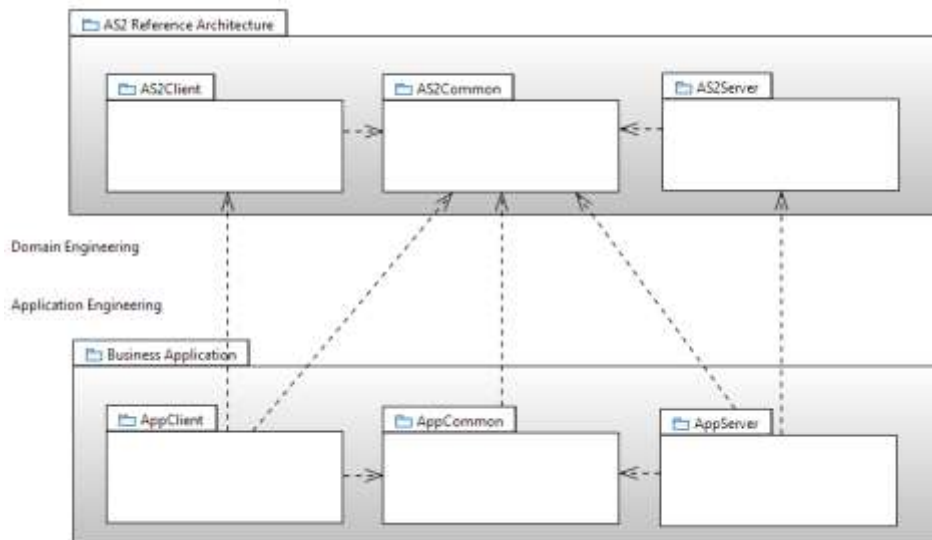 AS2 Reference Architecture
AS2Client
AS2Common
AS2Server
Domain Engineering
Application Engineering
Business Application
AppClient
AppCommon
AppServer